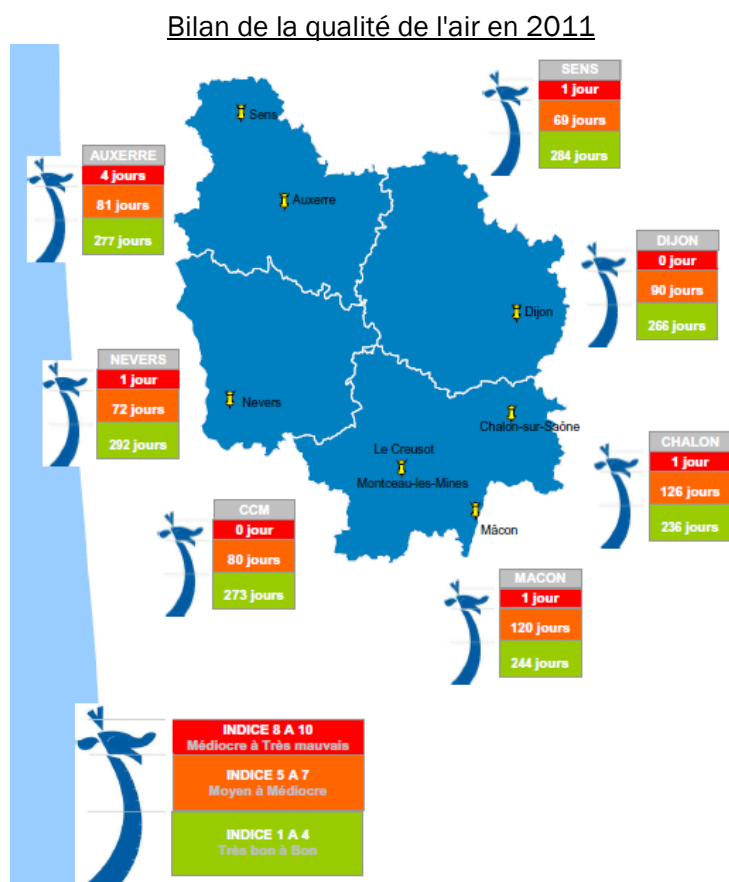 Bilan de la qualité de l'air en 2011
SENS
1 jour
69 jours
284 jours
AUXERRE
4 jours
81 jours
277 jours
Sens
Auxerre
DIJON
0 jour
90 jours
266 jours
Dijon
NEVERS
1 jour
72 jours
292 jours
Nevers
Chalon-sur-Saône
Le Creusot
Montceau-les-Mines
Mâcon
CHALON
1 jour
126 jours
236 jours
CCM
0 jour
80 jours
273 jours
MACON
1 jour
120 jours
244 jours
INDICE 8 A 10
Médiocre à Très mauvais
INDICE 5 A 7
Moyen à Médiocre
INDICE 1 A 4
Très bon à Bon